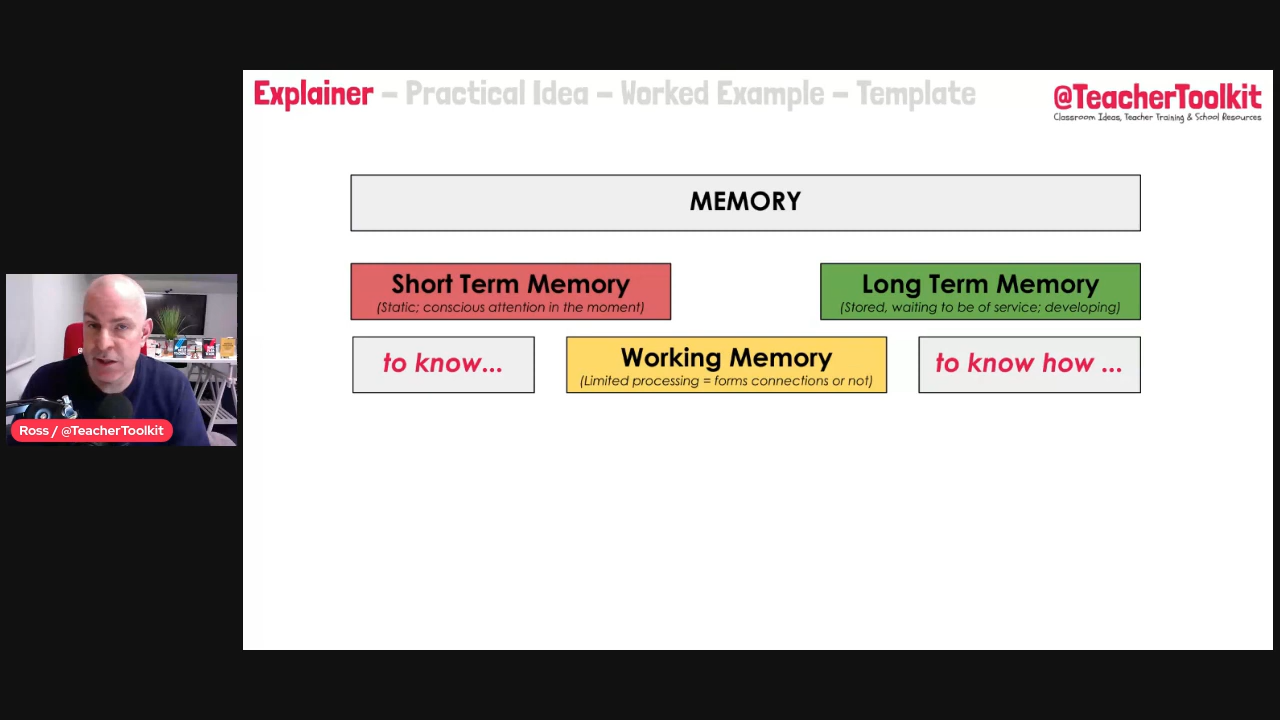 Explainer – Practical Idea – Worked Example – Template
@TeacherToolkit
Classroom Ideas, Teacher Training & School Resources
MEMORY
Short Term Memory
(Static; conscious attention in the moment)
Long Term Memory
(Stored, waiting to be of service; developing)
to know...
Working Memory
(Limited processing = forms connections or not)
to know how ...
Ross / @TeacherToolkit